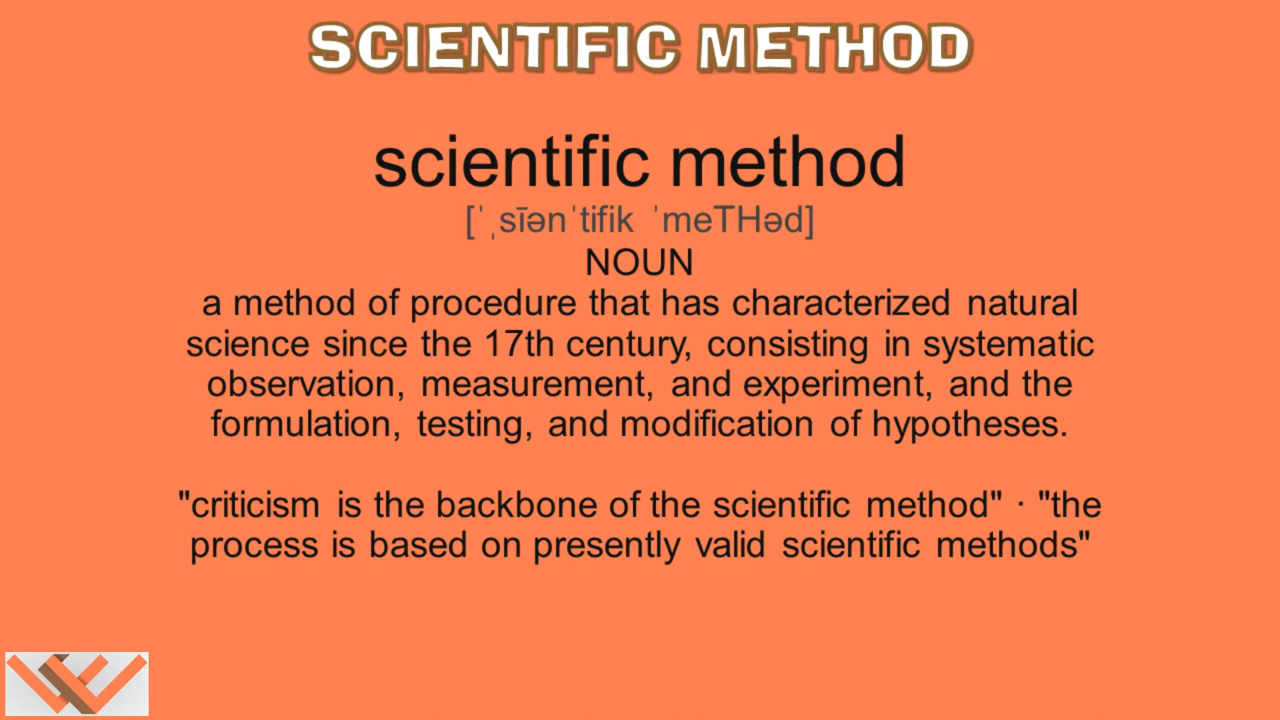 SCIENTIFIC METHOD
scientific method
[ˈˌsīənˈtifik ˈmeTHəd]
NOUN
a method of procedure that has characterized natural
science since the 17th century, consisting in systematic
observation, measurement, and experiment, and the
formulation, testing, and modification of hypotheses.
"criticism is the backbone of the scientific method" · "the
process is based on presently valid scientific methods"